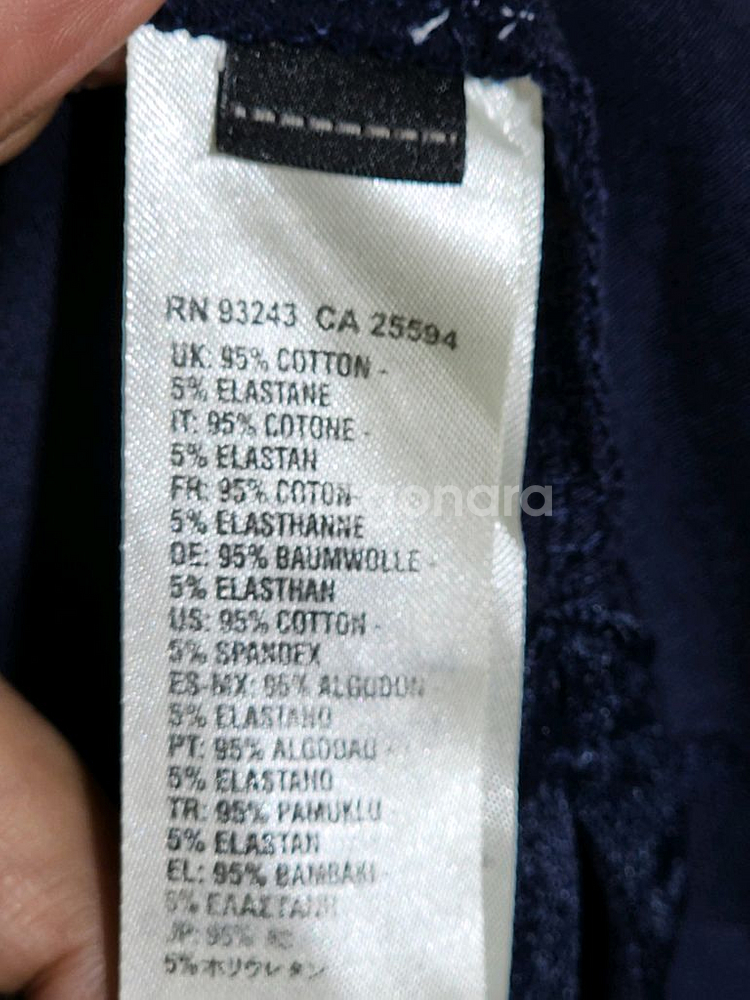 RN 93243 CA 25594
UK: 95% COTTON -
5% ELASTANE
IT: 95% COTONE -
5% ELASTAN
FR: 95% COTON-
5% ELASTHANNE
DE: 95% BAUMWOLLE -
5% ELASTHAN
US: 95% COTTON -
5% SPANDEX
ES-MX: 95% ALGODON -
5% ELASTANO
PT: 95% ALGODAU -
5% ELASTANO
TR: 95% PAMUKLU
5% ELASTAN
EL: 95% BAMBAKI-
5% ΕΛΑΣΤΑΝΗ
JP: 95%
5%ポリウレタン